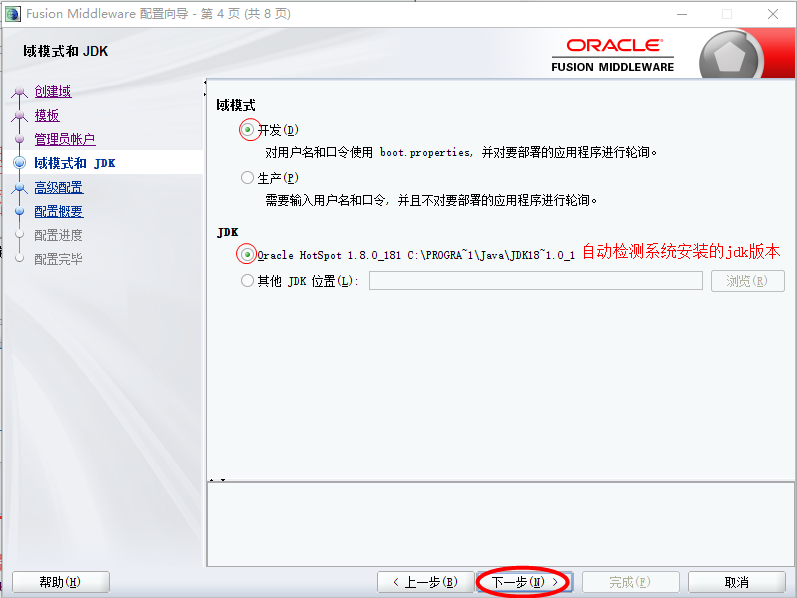 Fusion Middleware 配置向导 - 第 4 页 (共 8 页)
域模式和 JDK
ORACLE
FUSION MIDDLEWARE
创建域
模板
管理员帐户
域模式和 JDK
高级配置
配置概要
配置进度
配置完毕
域模式
开发(D)
对用户名和口令使用 boot.properties, 并对要部署的应用程序进行轮询。
生产(P)
需要输入用户名和口令, 并且不对要部署的应用程序进行轮询。
JDK
Oracle HotSpot 1.8.0_181 C:\PROGRA~1\Java\JDK18~1.0_1 自动检测系统安装的jdk版本
其他 JDK 位置(L): 浏览(R)
帮助(H) < 上一步(B) 下一步(N) > 完成(F) 取消